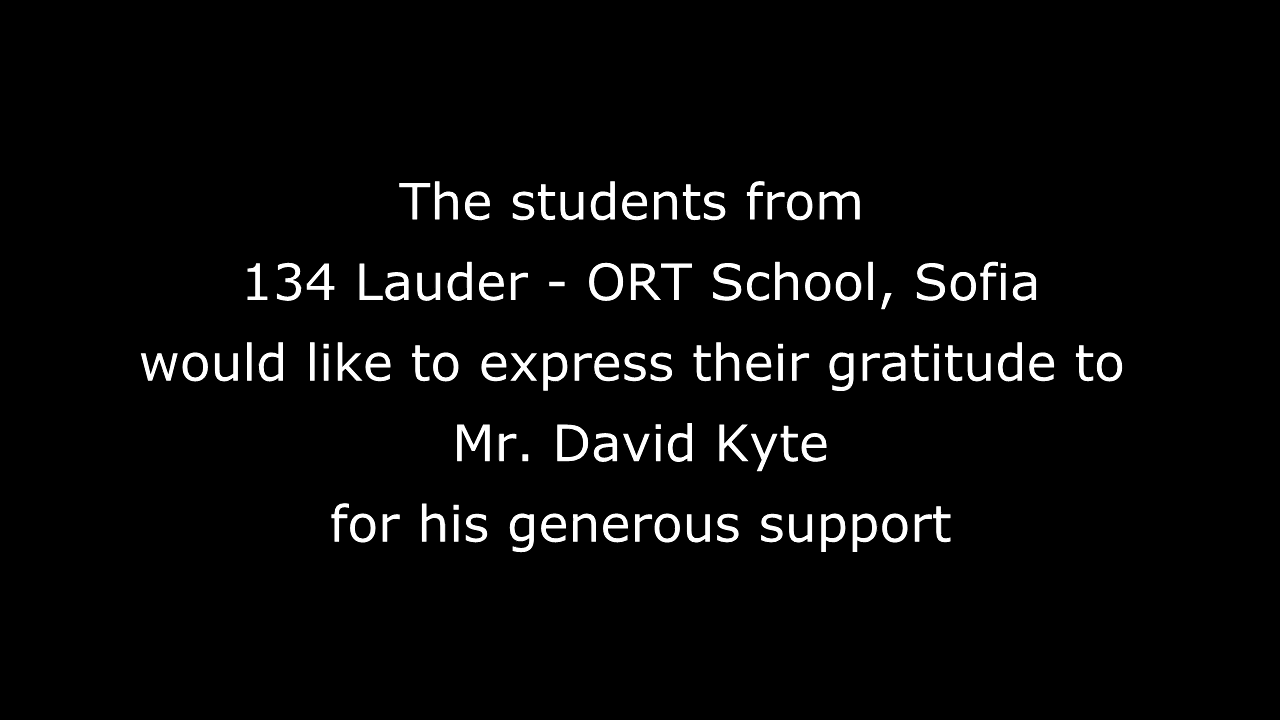 The students from
134 Lauder - ORT School, Sofia
would like to express their gratitude to
Mr. David Kyte
for his generous support